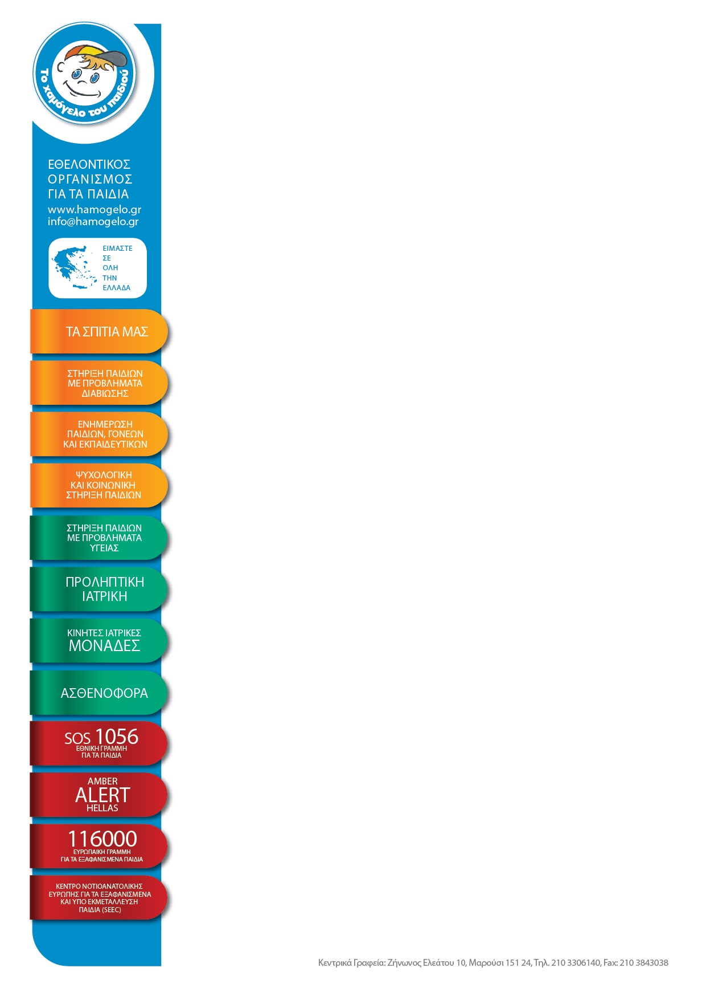 Το χαμόγελο του παιδιού
ΕΘΕΛΟΝΤΙΚΟΣ
ΟΡΓΑΝΙΣΜΟΣ
ΓΙΑ ΤΑ ΠΑΙΔΙΑ
www.hamogelo.gr
info@hamogelo.gr
ΕΙΜΑΣΤΕ
ΣΕ
ΟΛΗ
ΤΗΝ
ΕΛΛΑΔΑ
ΤΑ ΣΠΙΤΙΑ ΜΑΣ
ΣΤΗΡΙΞΗ ΠΑΙΔΙΩΝ
ΜΕ ΠΡΟΒΛΗΜΑΤΑ
ΔΙΑΒΙΩΣΗΣ
ΕΝΗΜΕΡΩΣΗ
ΠΑΙΔΙΩΝ, ΓΟΝΕΩΝ
ΚΑΙ ΕΚΠΑΙΔΕΥΤΙΚΩΝ
ΨΥΧΟΛΟΓΙΚΗ
ΚΑΙ ΚΟΙΝΩΝΙΚΗ
ΣΤΗΡΙΞΗ ΠΑΙΔΙΩΝ
ΣΤΗΡΙΞΗ ΠΑΙΔΙΩΝ
ΜΕ ΠΡΟΒΛΗΜΑΤΑ
ΥΓΕΙΑΣ
ΠΡΟΛΗΠΤΙΚΗ
ΙΑΤΡΙΚΗ
ΚΙΝΗΤΕΣ ΙΑΤΡΙΚΕΣ
ΜΟΝΑΔΕΣ
ΑΣΘΕΝΟΦΟΡΑ
SOS 1056
ΕΘΝΙΚΗ ΓΡΑΜΜΗ
ΓΙΑ ΤΑ ΠΑΙΔΙΑ
AMBER
ALERT
HELLAS
116000
ΕΥΡΩΠΑΙΚΗ ΓΡΑΜΜΗ
ΓΙΑ ΤΑ ΕΞΑΦΑΝΙΣΜΕΝΑ ΠΑΙΔΙΑ
ΚΕΝΤΡΟ ΝΟΤΙΟΑΝΑΤΟΛΙΚΗΣ
ΕΥΡΩΠΗΣ ΓΙΑ ΤΑ ΕΞΑΦΑΝΙΣΜΕΝΑ
ΚΑΙ ΥΠΟ ΕΚΜΕΤΑΛΛΕΥΣΗ
ΠΑΙΔΙΑ (SEEC)
Κεντρικά Γραφεία: Ζήνωνος Ελεάτου 10, Μαρούσι 151 24, Τηλ. 210 3306140, Fax: 210 3843038